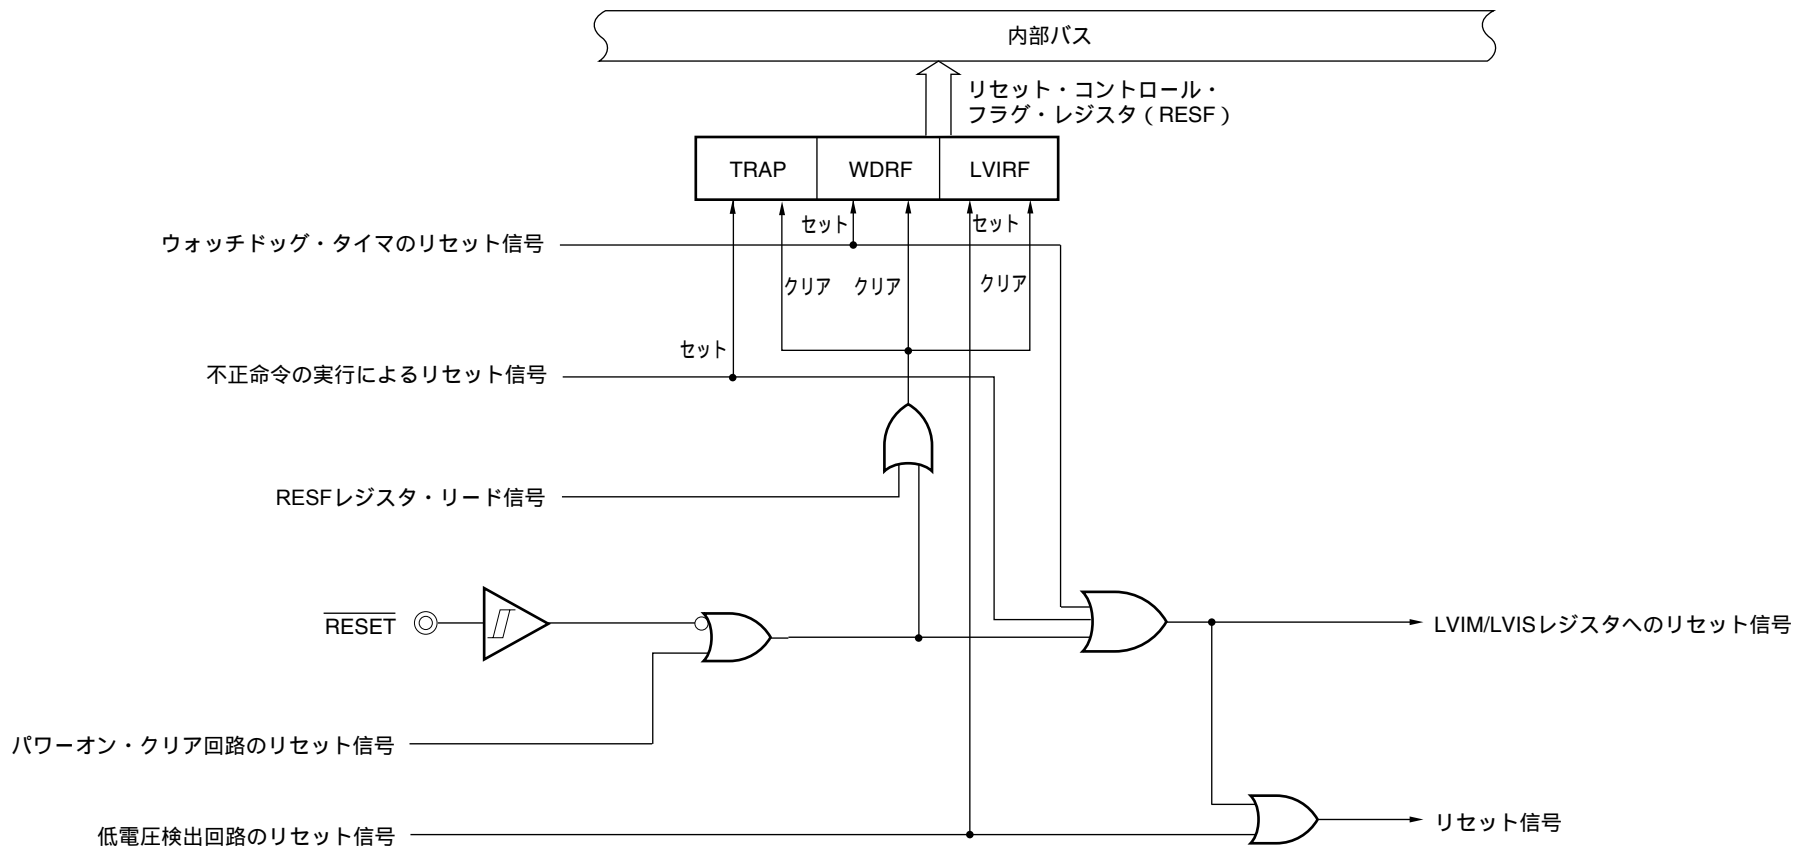 内部バス
リセット・コントロール・
フラグ・レジスタ（RESF）
TRAP
WDRF
LVIRF
セット
セット
ウォッチドッグ・タイマのリセット信号
クリア
クリア
クリア
セット
不正命令の実行によるリセット信号
RESFレジスタ・リード信号
RESET
LVIM/LVISレジスタへのリセット信号
パワーオン・クリア回路のリセット信号
低電圧検出回路のリセット信号
リセット信号